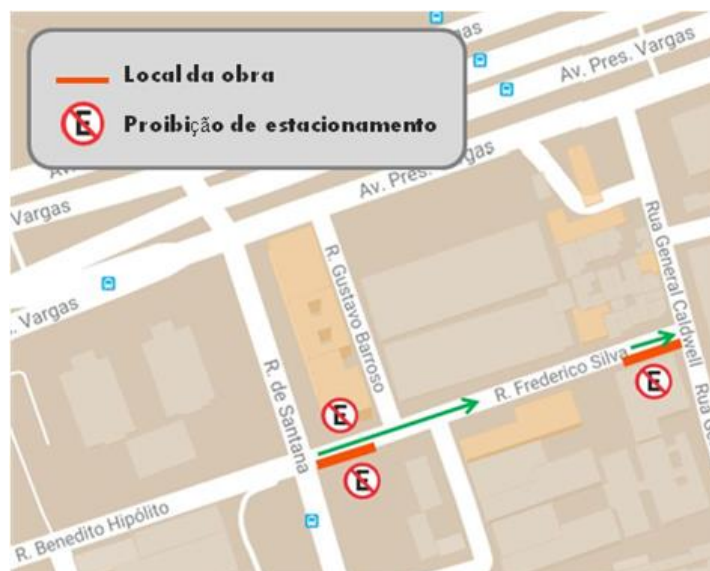 Local da obra
E Proibição de estacionamento
Vargas
Av. Pres. Vargas
Av. Pres. Vargas
Vargas
. Vargas
R. Gustavo Barroso
Rua General Caldwell
R. de Santana
R. Frederico Silva
E
E
E
R. Benedito Hipólito